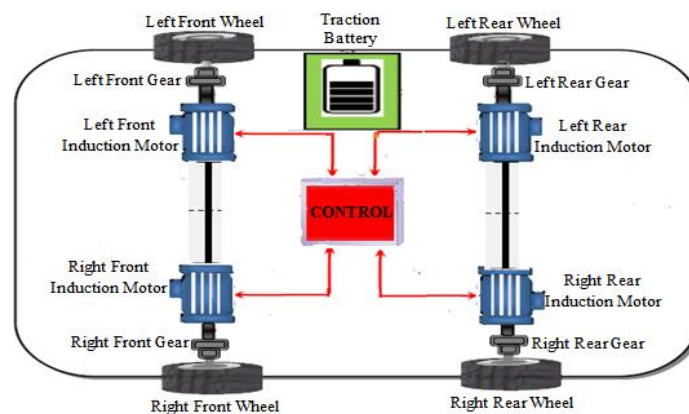 Left Front Wheel
Traction
Battery
Left Rear Wheel
Left Front Gear
Left Rear Gear
Left Front
Induction Motor
Left Rear
Induction Motor
CONTROL
Right Front
Induction Motor
Right Rear
Induction Motor
Right Front Gear
Right Rear Gear
Right Front Wheel
Right Rear Wheel